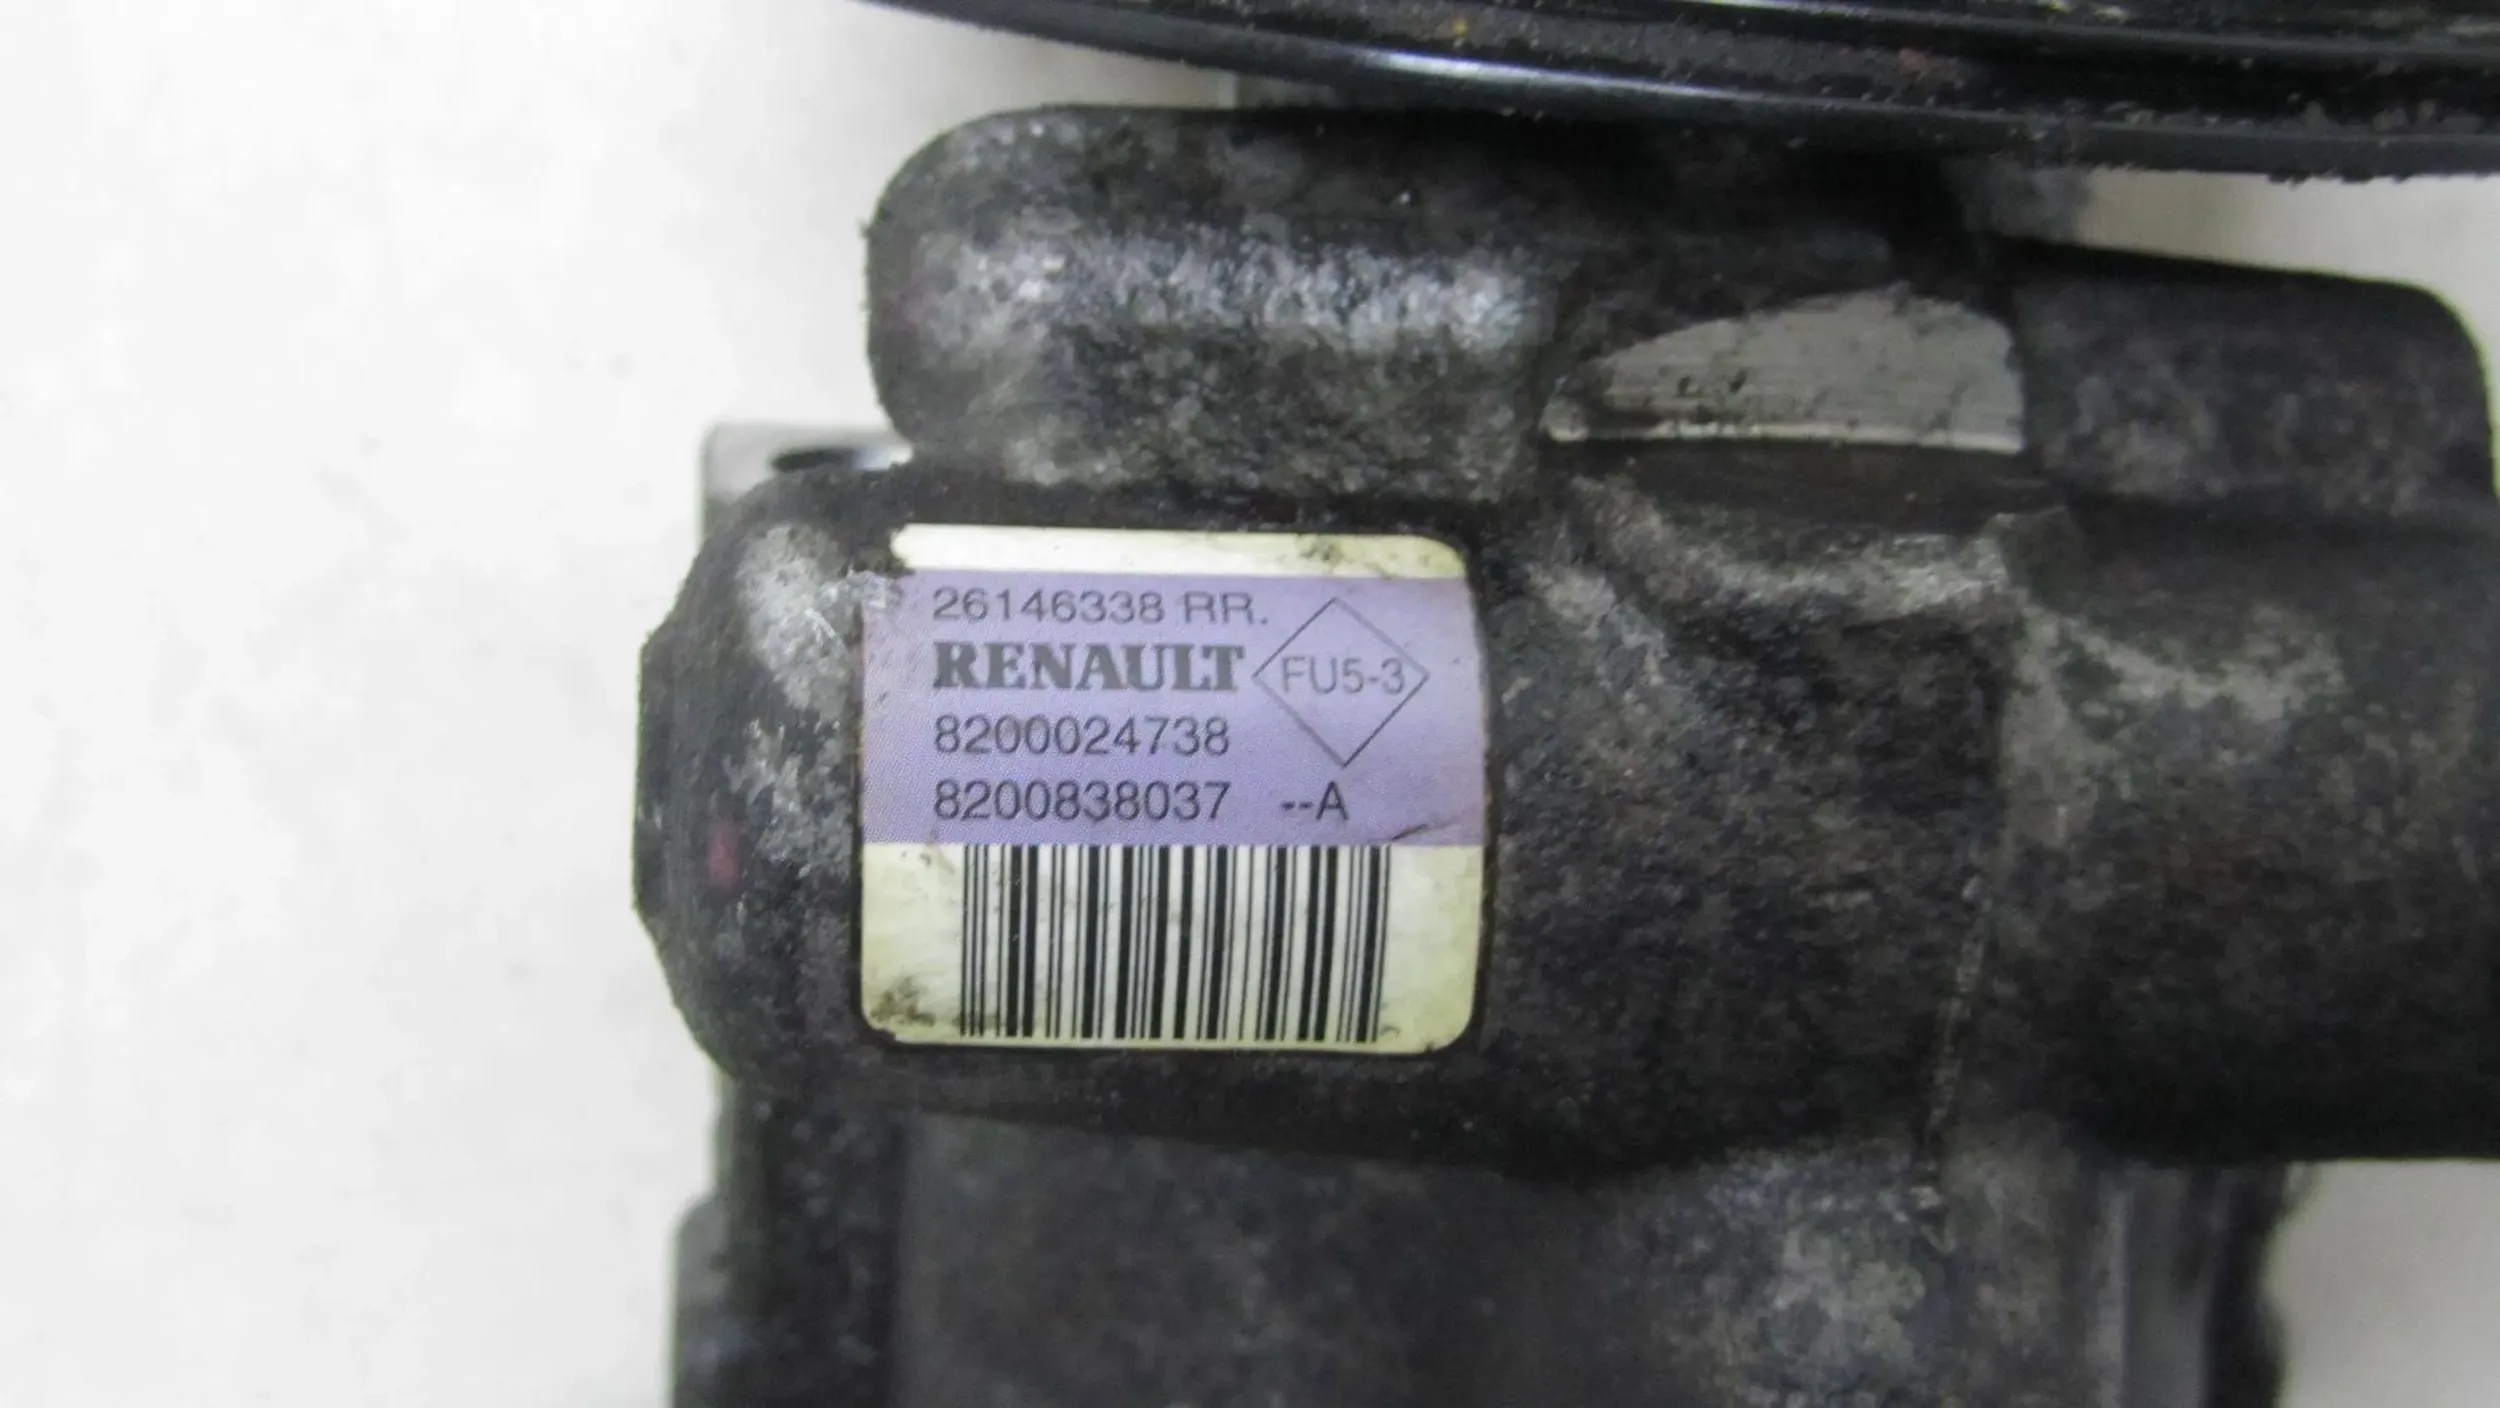 26146338 RR.
RENAULT FU5-3
8200024738
8200838037 --A